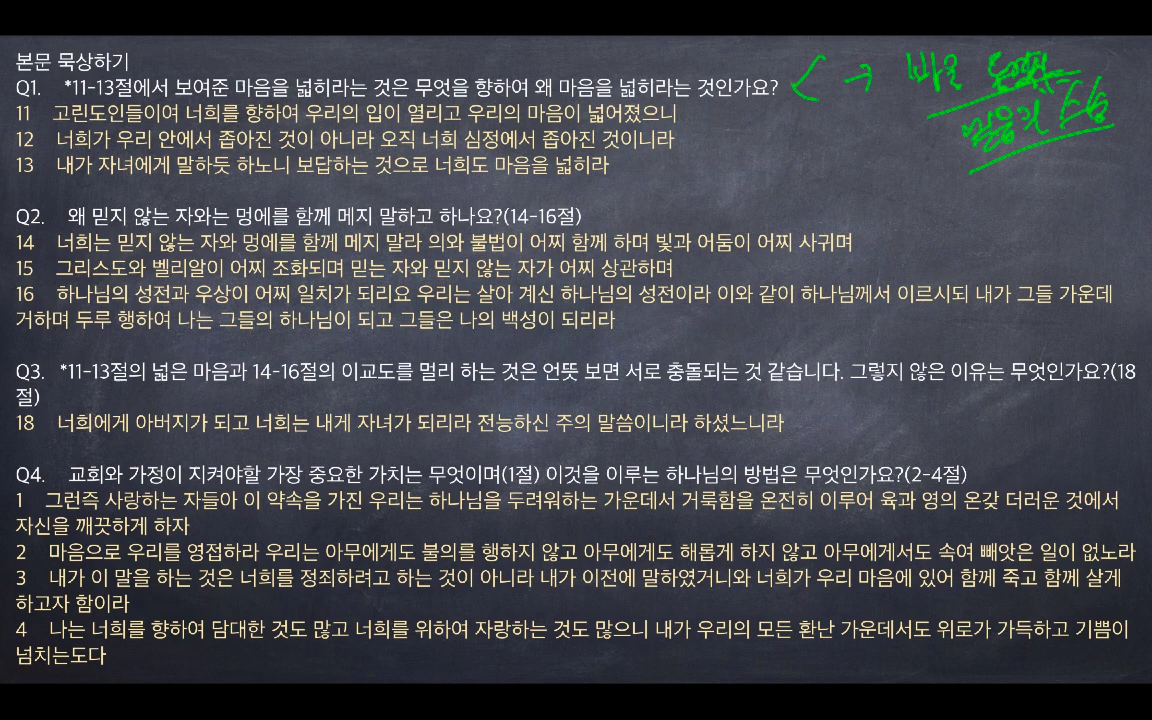 본문 묵상하기
Q1. *11-13절에서 보여준 마음을 넓히라는 것은 무엇을 향하여 왜 마음을 넓히라는 것인가요?
바울
11 고린도인들이여 너희를 향하여 우리의 입이 열리고 우리의 마음이 넓어졌으니
12 너희가 우리 안에서 좁아진 것이 아니라 오직 너희 심정에서 좁아진 것이니라
13 내가 자녀에게 말하듯 하노니 보답하는 것으로 너희도 마음을 넓히라
Q2. 왜 믿지 않는 자와는 멍에를 함께 메지 말하고 하나요?(14-16절)
14 너희는 믿지 않는 자와 멍에를 함께 메지 말라 의와 불법이 어찌 함께 하며 빛과 어둠이 어찌 사귀며
15 그리스도와 벨리알이 어찌 조화되며 믿는 자와 믿지 않는 자가 어찌 상관하며
16 하나님의 성전과 우상이 어찌 일치가 되리요 우리는 살아 계신 하나님의 성전이라 이와 같이 하나님께서 이르시되 내가 그들 가운데
거하며 두루 행하여 나는 그들의 하나님이 되고 그들은 나의 백성이 되리라
Q3. *11-13절의 넓은 마음과 14-16절의 이교도를 멀리 하는 것은 언뜻 보면 서로 충돌되는 것 같습니다. 그렇지 않은 이유는 무엇인가요?(18
절)
18 너희에게 아버지가 되고 너희는 내게 자녀가 되리라 전능하신 주의 말씀이니라 하셨느니라
Q4. 교회와 가정이 지켜야할 가장 중요한 가치는 무엇이며(1절) 이것을 이루는 하나님의 방법은 무엇인가요?(2-4절)
1 그런즉 사랑하는 자들아 이 약속을 가진 우리는 하나님을 두려워하는 가운데서 거룩함을 온전히 이루어 육과 영의 온갖 더러운 것에서
자신을 깨끗하게 하자
2 마음으로 우리를 영접하라 우리는 아무에게도 불의를 행하지 않고 아무에게도 해롭게 하지 않고 아무에게서도 속여 빼앗은 일이 없노라
3 내가 이 말을 하는 것은 너희를 정죄하려고 하는 것이 아니라 내가 이전에 말하였거니와 너희가 우리 마음에 있어 함께 죽고 함께 살게
하고자 함이라
4 나는 너희를 향하여 담대한 것도 많고 너희를 위하여 자랑하는 것도 많으니 내가 우리의 모든 환난 가운데서도 위로가 가득하고 기쁨이
넘치는도다